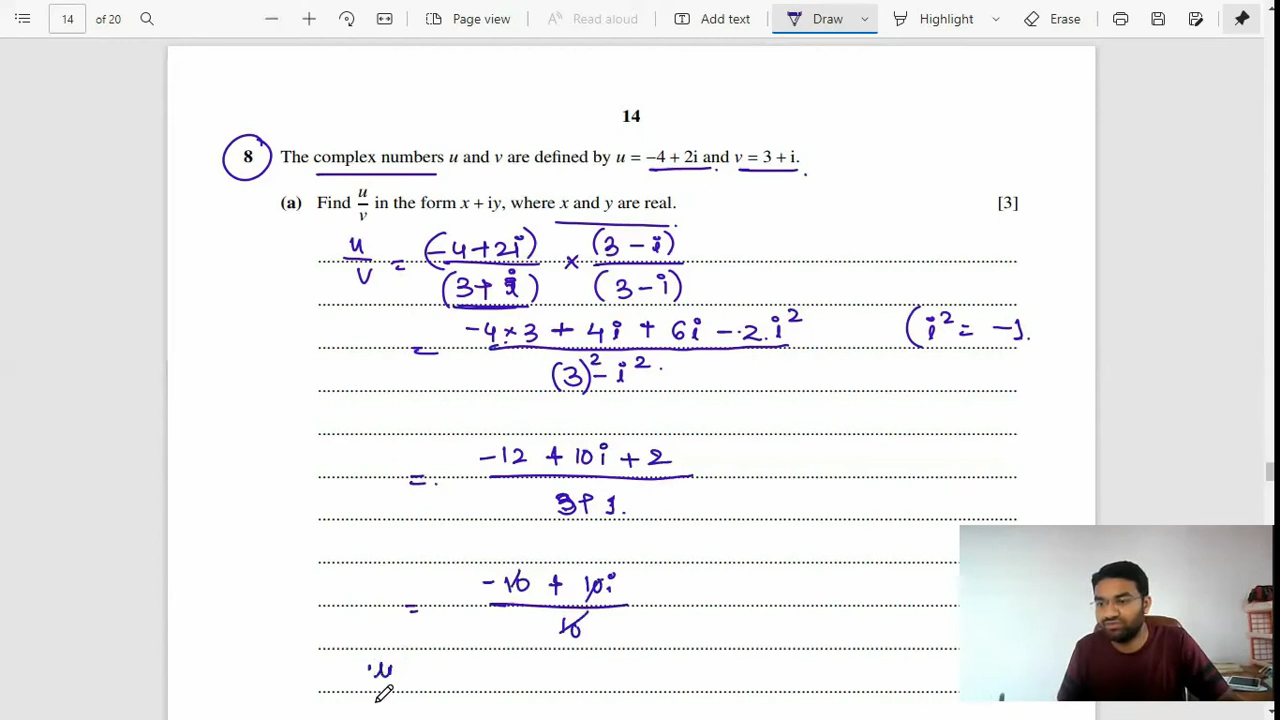 14 of 20 Page view Read aloud Add text Draw Highlight Erase
14
8 The complex numbers u and v are defined by u = −4 + 2i and v = 3 + i.
(a) Find u/v in the form x + iy, where x and y are real. [3]
u/v = (-4+2i)/(3+i) × (3-i)/(3-i)
= (-4×3 + 4i + 6i - 2.i²)/((3)² - i²) (i² = -1.
= (-12 + 10i + 2)/(9+1.)
= (-10 + 10i)/10
u